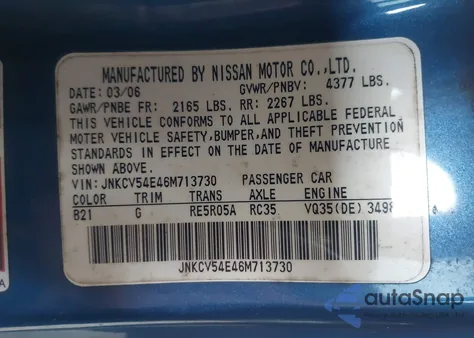 MANUFACTURED BY NISSAN MOTOR CO.,LTD.
DATE: 03/06 GVWR/PNBV: 4377 LBS.
GAWR/PNBE FR: 2165 LBS. RR: 2267 LBS.
THIS VEHICLE CONFORMS TO ALL APPLICABLE FEDERAL
MOTOR VEHICLE SAFETY,BUMPER,AND THEFT PREVENTION
STANDARDS IN EFFECT ON THE DATE OF MANUFACTURE
SHOWN ABOVE.
VIN: JNKCV54E46M713730 PASSENGER CAR
COLOR TRIM TRANS AXLE ENGINE
B21 G RE5R05A RC35 VQ35(DE) 3498
JNKCV54E46M713730
autoSnap